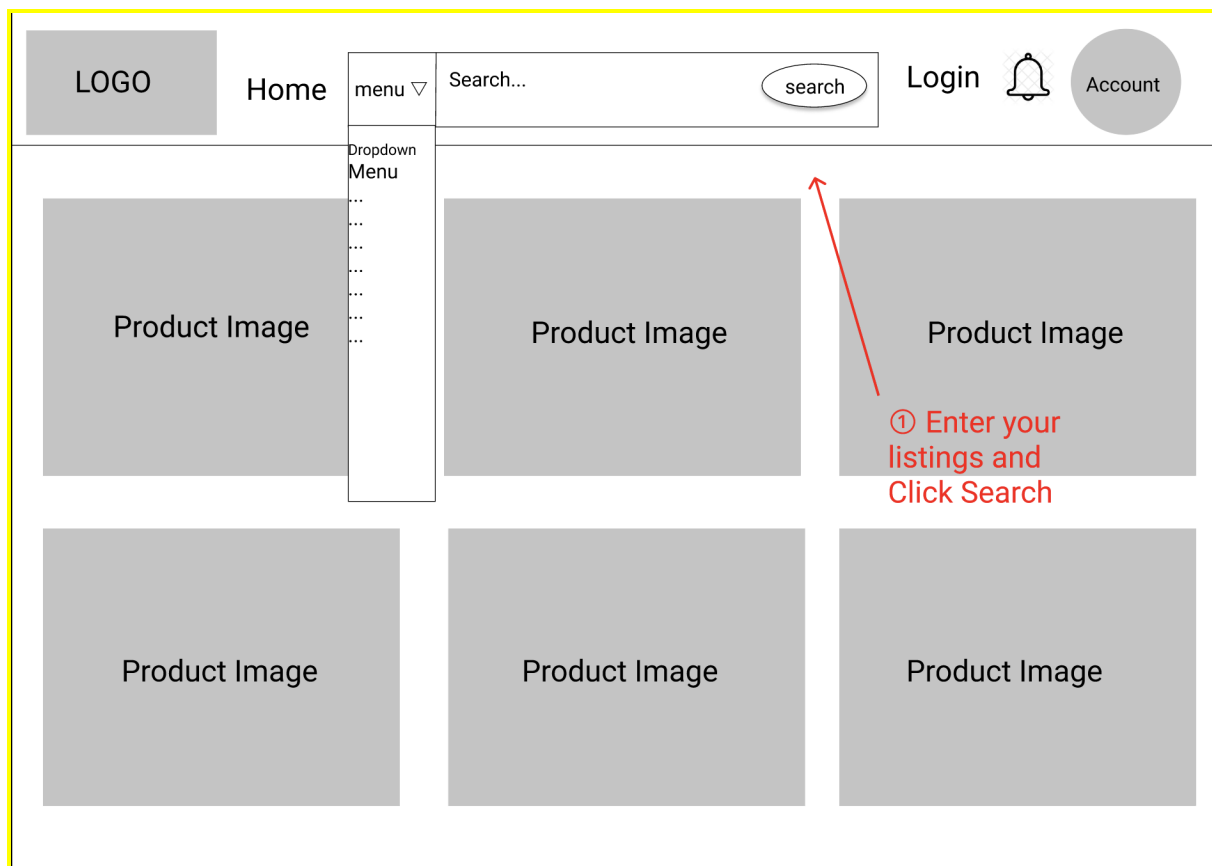 LOGO
Home
menu ▽
Search...
search
Login
Account
Dropdown
Menu
...
...
...
...
...
...
...
Product Image
Product Image
Product Image
① Enter your
listings and
Click Search
Product Image
Product Image
Product Image